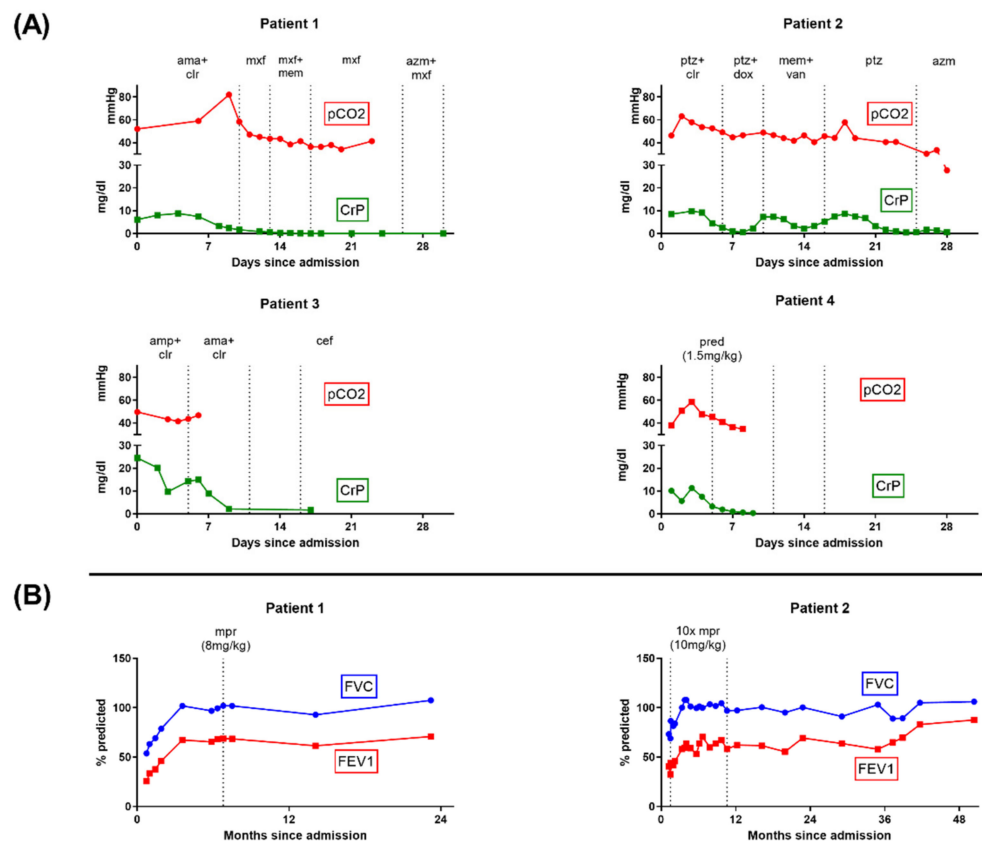 (A)
Patient 1
ama+ clr
mxf
mxf+ mem
mxf
azm+ mxf
mmHg
80
60
40
20
pCO2
mg/dl
30
20
10
0
CrP
0 7 14 21 28
Days since admission
Patient 2
ptz+ clr
ptz+ dox
mem+ van
ptz
azm
mmHg
80
60
40
20
pCO2
mg/dl
30
20
10
0
CrP
0 7 14 21 28
Days since admission
Patient 3
amp+ clr
ama+ clr
cef
mmHg
80
60
40
20
pCO2
mg/dl
30
20
10
0
CrP
0 7 14 21 28
Days since admission
Patient 4
pred
(1.5mg/kg)
mmHg
80
60
40
20
pCO2
mg/dl
30
20
10
0
CrP
0 7 14 21 28
Days since admission
(B)
Patient 1
mpr
(8mg/kg)
% predicted
150
100
50
0
FVC
FEV1
0 12 24
Months since admission
Patient 2
10x mpr
(10mg/kg)
% predicted
150
100
50
0
FVC
FEV1
0 12 24 36 48
Months since admission